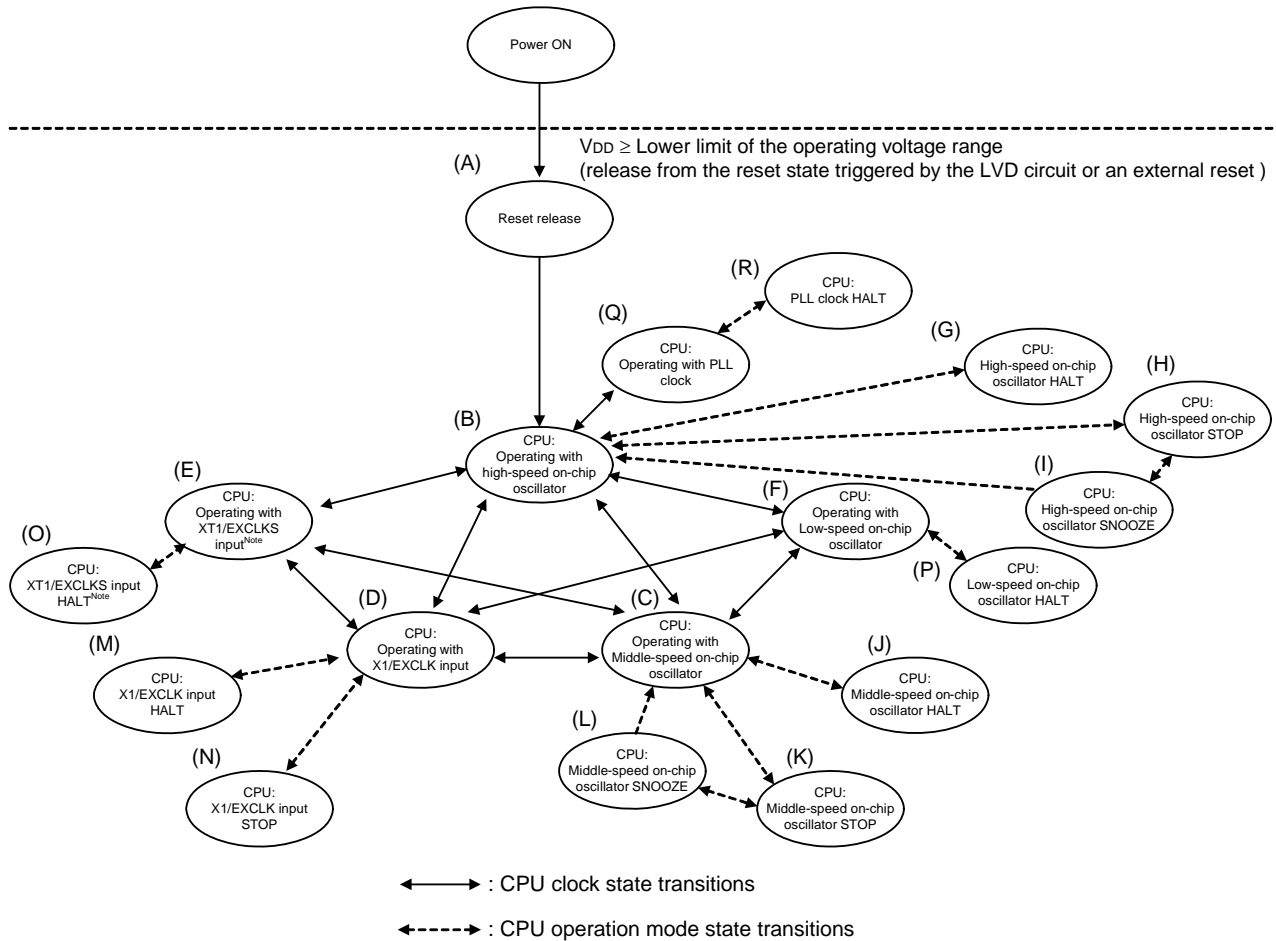 Power ON
VDD ≥ Lower limit of the operating voltage range
(release from the reset state triggered by the LVD circuit or an external reset )
(A)
Reset release
(R)
CPU:
PLL clock HALT
(Q)
CPU:
Operating with PLL
clock
(G)
CPU:
High-speed on-chip
oscillator HALT
(H)
CPU:
High-speed on-chip
oscillator STOP
(B)
CPU:
Operating with
high-speed on-chip
oscillator
(I)
CPU:
High-speed on-chip
oscillator SNOOZE
(E)
CPU:
Operating with
XT1/EXCLKS
inputNote
(F)
CPU:
Operating with
Low-speed on-chip
oscillator
(O)
CPU:
XT1/EXCLKS input
HALTNote
(P)
CPU:
Low-speed on-chip
oscillator HALT
(D)
CPU:
Operating with
X1/EXCLK input
(C)
CPU:
Operating with
Middle-speed on-chip
oscillator
(M)
CPU:
X1/EXCLK input
HALT
(J)
CPU:
Middle-speed on-chip
oscillator HALT
(N)
CPU:
X1/EXCLK input
STOP
(L)
CPU:
Middle-speed on-chip
oscillator SNOOZE
(K)
CPU:
Middle-speed on-chip
oscillator STOP
: CPU clock state transitions
: CPU operation mode state transitions